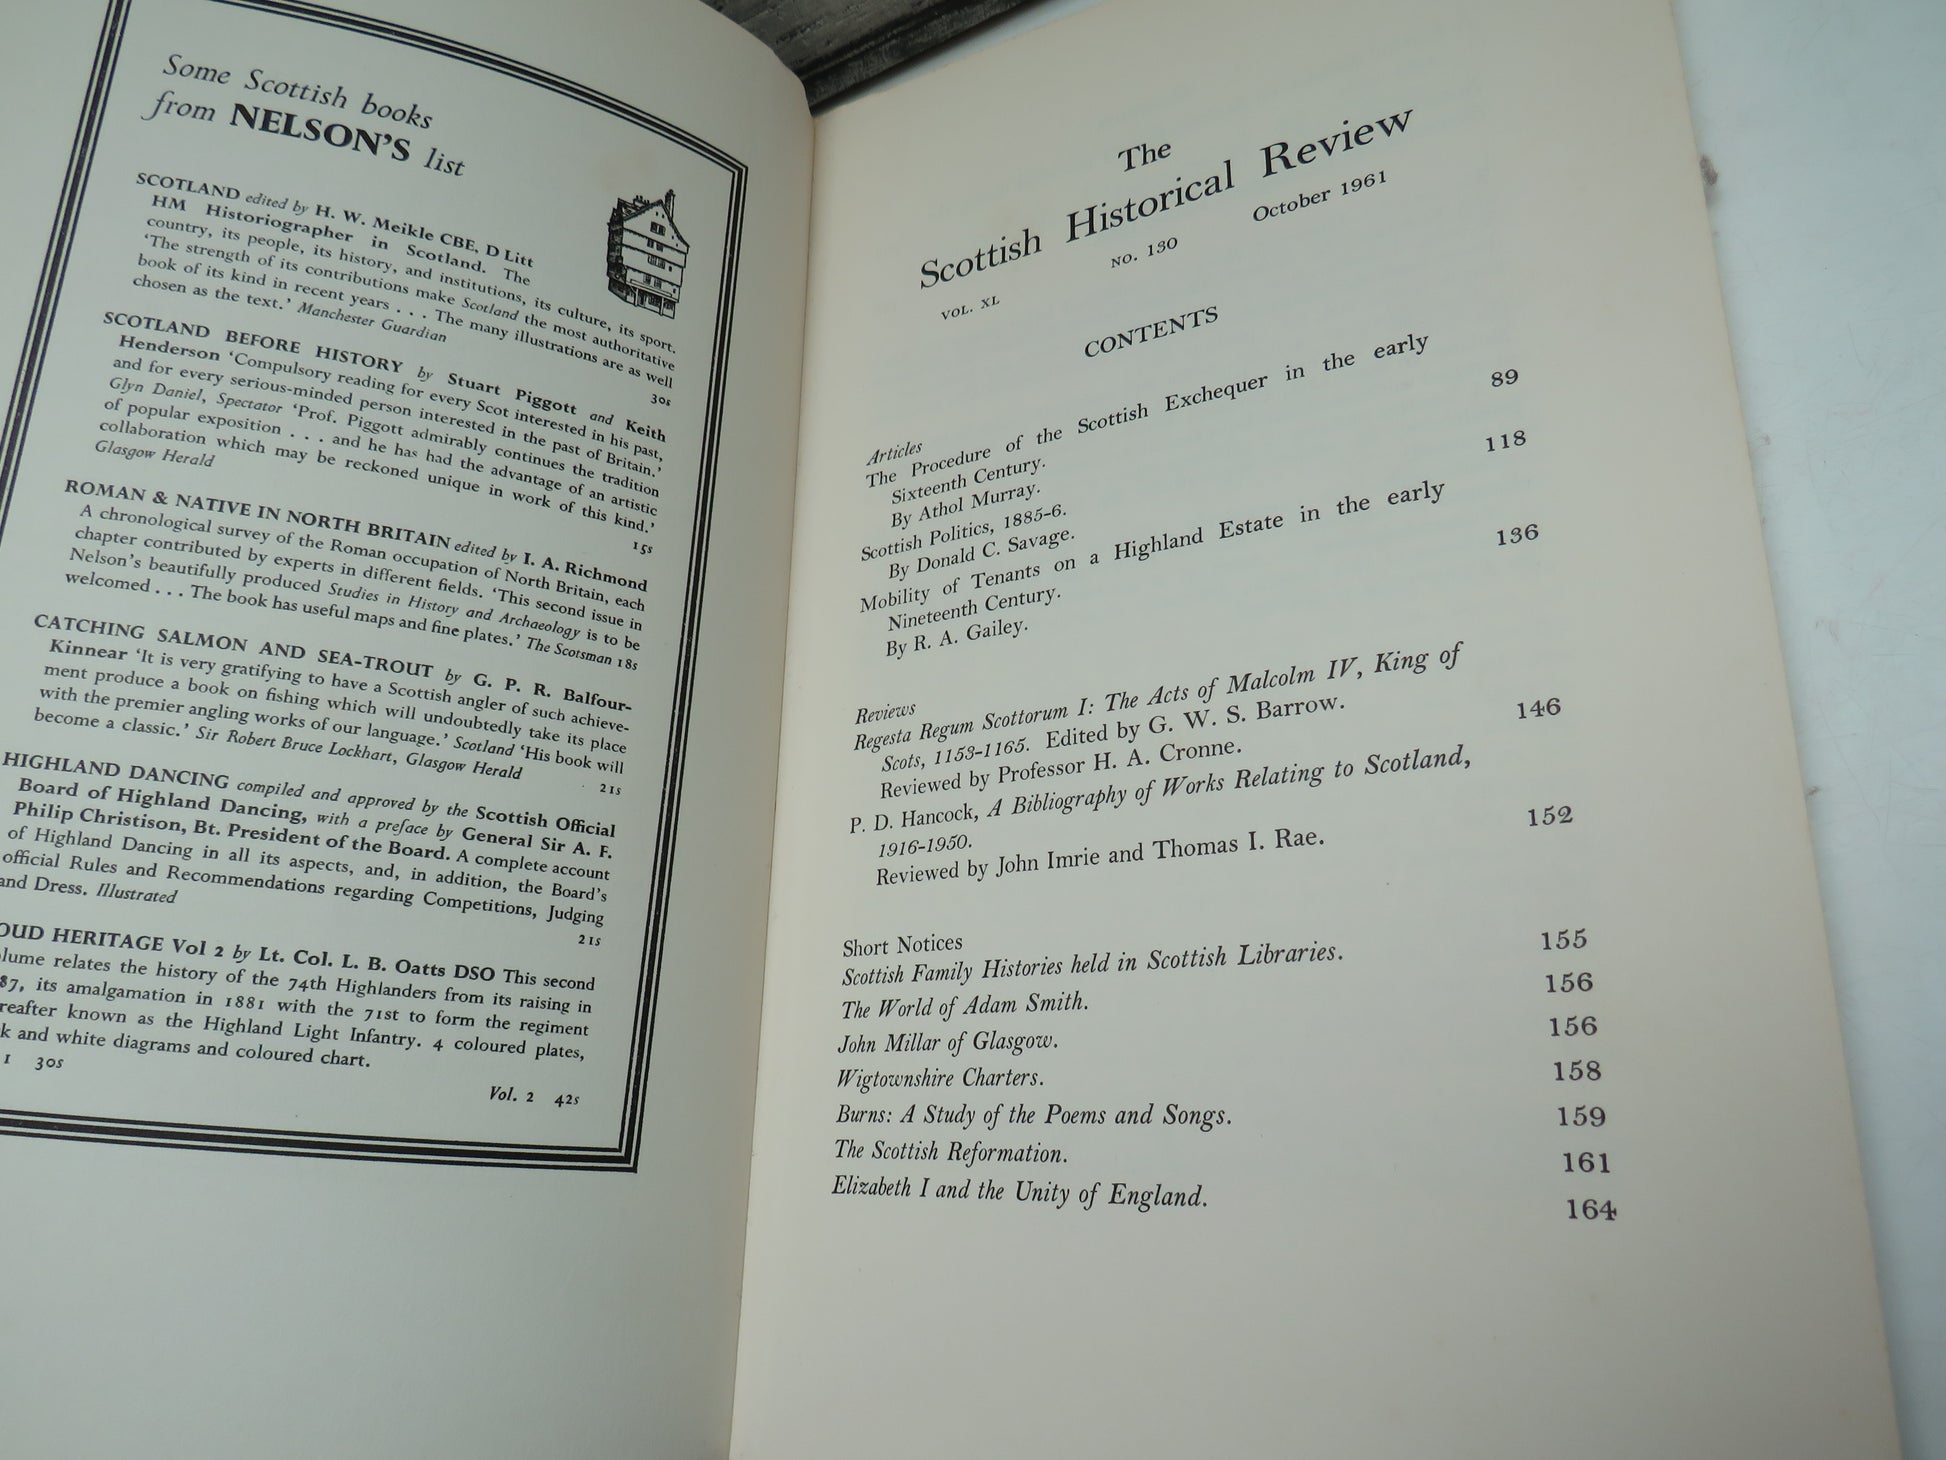 Some Scottish books
from NELSON'S list
SCOTLAND edited by H. W. Meikle CBE, D Litt
HM Historiographer in Scotland. The
country, its people, its history, and institutions, its culture, its sport.
'The strength of its contributions make Scotland the most authoritative
book of its kind in recent years . . . The many illustrations are as well
chosen as the text.' Manchester Guardian
30s
SCOTLAND BEFORE HISTORY by Stuart Piggott and Keith
Henderson 'Compulsory reading for every Scot interested in his past,
and for every serious-minded person interested in the past of Britain.'
Glyn Daniel, Spectator 'Prof. Piggott admirably continues the tradition
of popular exposition . . . and he has had the advantage of an artistic
collaboration which may be reckoned unique in work of this kind.'
Glasgow Herald
15s
ROMAN & NATIVE IN NORTH BRITAIN edited by I. A. Richmond
A chronological survey of the Roman occupation of North Britain, each
chapter contributed by experts in different fields. 'This second issue in
Nelson's beautifully produced Studies in History and Archaeology is to be
welcomed . . . The book has useful maps and fine plates.' The Scotsman 18s
CATCHING SALMON AND SEA-TROUT by G. P. R. Balfour-
Kinnear 'It is very gratifying to have a Scottish angler of such achieve-
ment produce a book on fishing which will undoubtedly take its place
with the premier angling works of our language.' Scotland 'His book will
become a classic.' Sir Robert Bruce Lockhart, Glasgow Herald
21s
HIGHLAND DANCING compiled and approved by the Scottish Official
Board of Highland Dancing, with a preface by General Sir A. F.
Philip Christison, Bt. President of the Board. A complete account
of Highland Dancing in all its aspects, and, in addition, the Board's
official Rules and Recommendations regarding Competitions, Judging
and Dress. Illustrated
21s
OUD HERITAGE Vol 2 by Lt. Col. L. B. Oatts DSO This second
lume relates the history of the 74th Highlanders from its raising in
87, its amalgamation in 1881 with the 71st to form the regiment
reafter known as the Highland Light Infantry. 4 coloured plates,
k and white diagrams and coloured chart.
1 30s
Vol. 2 42s
The
Scottish Historical Review
VOL. XL NO. 130 October 1961
CONTENTS
Articles
The Procedure of the Scottish Exchequer in the early
Sixteenth Century. 89
By Athol Murray.
Scottish Politics, 1885-6. 118
By Donald C. Savage.
Mobility of Tenants on a Highland Estate in the early
Nineteenth Century. 136
By R. A. Gailey.
Reviews
Regesta Regum Scottorum I: The Acts of Malcolm IV, King of
Scots, 1153-1165. Edited by G. W. S. Barrow. 146
Reviewed by Professor H. A. Cronne.
P. D. Hancock, A Bibliography of Works Relating to Scotland,
1916-1950. 152
Reviewed by John Imrie and Thomas I. Rae.
Short Notices
Scottish Family Histories held in Scottish Libraries. 155
The World of Adam Smith. 156
John Millar of Glasgow. 156
Wigtownshire Charters. 158
Burns: A Study of the Poems and Songs. 159
The Scottish Reformation. 161
Elizabeth I and the Unity of England. 164